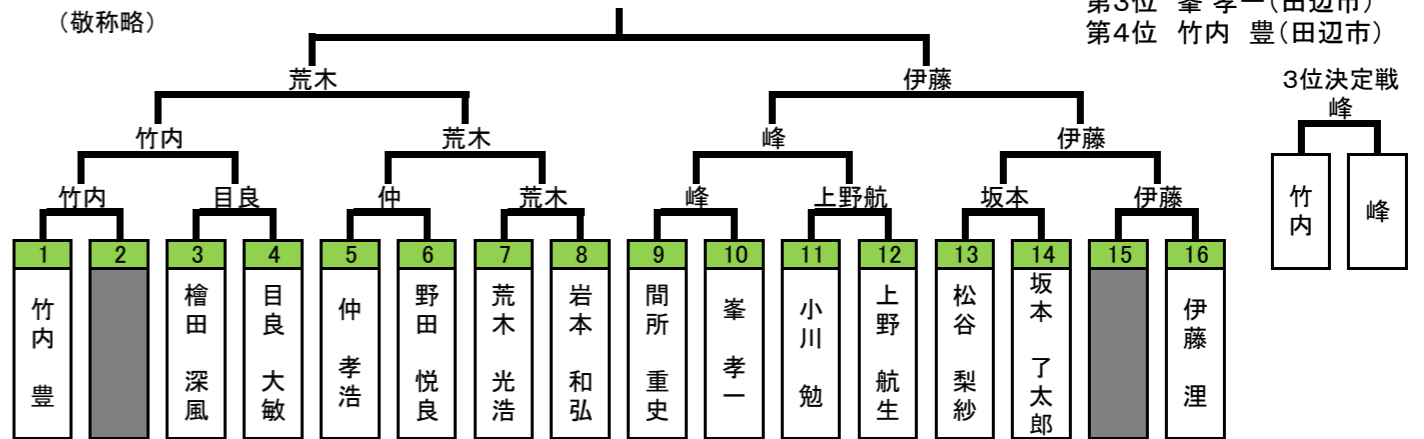 第3位 峯 孝一(田辺市)
(敬称略)
第4位 竹内 豊(田辺市)
荒木 伊藤
3位決定戦
峰
竹内 荒木 峰 伊藤
竹内 目良 仲 荒木 峰 上野航 坂本 伊藤
竹内 峰
1 2 3 4 5 6 7 8 9 10 11 12 13 14 15 16
竹内 豊
檜田 深風
目良 大敏
仲 孝浩
野田 悦良
荒木 光浩
岩本 和弘
間所 重史
峯 孝一
小川 勉
上野 航生
松谷 梨紗
坂本 了太郎
伊藤 浬